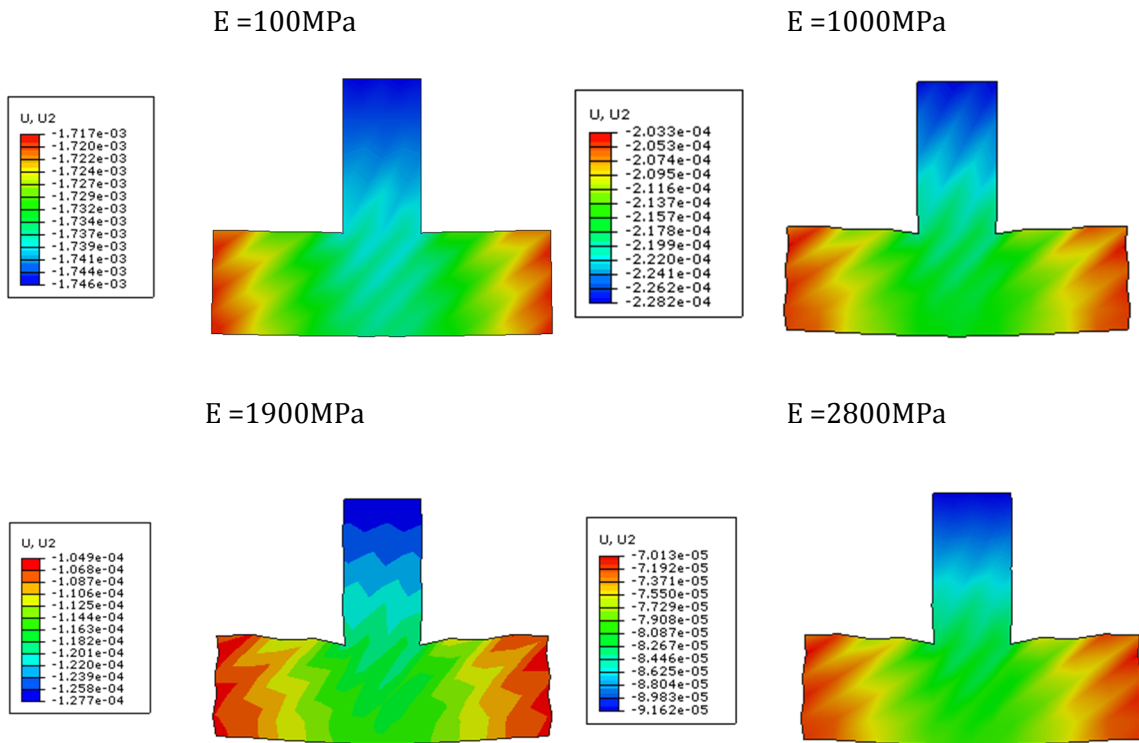 E =100MPa
E =1000MPa
U, U2
-1.717e-03
-1.720e-03
-1.722e-03
-1.724e-03
-1.727e-03
-1.729e-03
-1.732e-03
-1.734e-03
-1.737e-03
-1.739e-03
-1.741e-03
-1.744e-03
-1.746e-03
U, U2
-2.033e-04
-2.053e-04
-2.074e-04
-2.095e-04
-2.116e-04
-2.137e-04
-2.157e-04
-2.178e-04
-2.199e-04
-2.220e-04
-2.241e-04
-2.262e-04
-2.282e-04
E =1900MPa
E =2800MPa
U, U2
-1.049e-04
-1.068e-04
-1.087e-04
-1.106e-04
-1.125e-04
-1.144e-04
-1.163e-04
-1.182e-04
-1.201e-04
-1.220e-04
-1.239e-04
-1.258e-04
-1.277e-04
U, U2
-7.013e-05
-7.192e-05
-7.371e-05
-7.550e-05
-7.729e-05
-7.908e-05
-8.087e-05
-8.267e-05
-8.446e-05
-8.625e-05
-8.804e-05
-8.983e-05
-9.162e-05